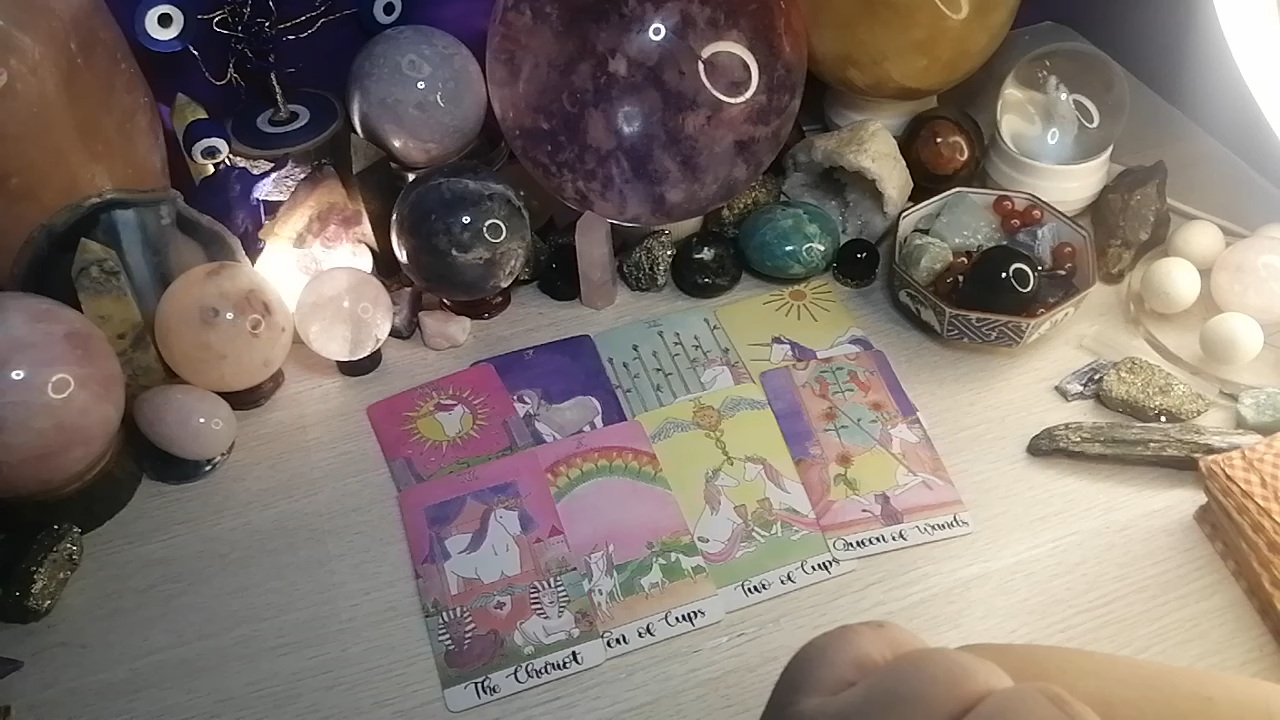 The Chariot
en of Cups
Two of Cups
Queen of Wands